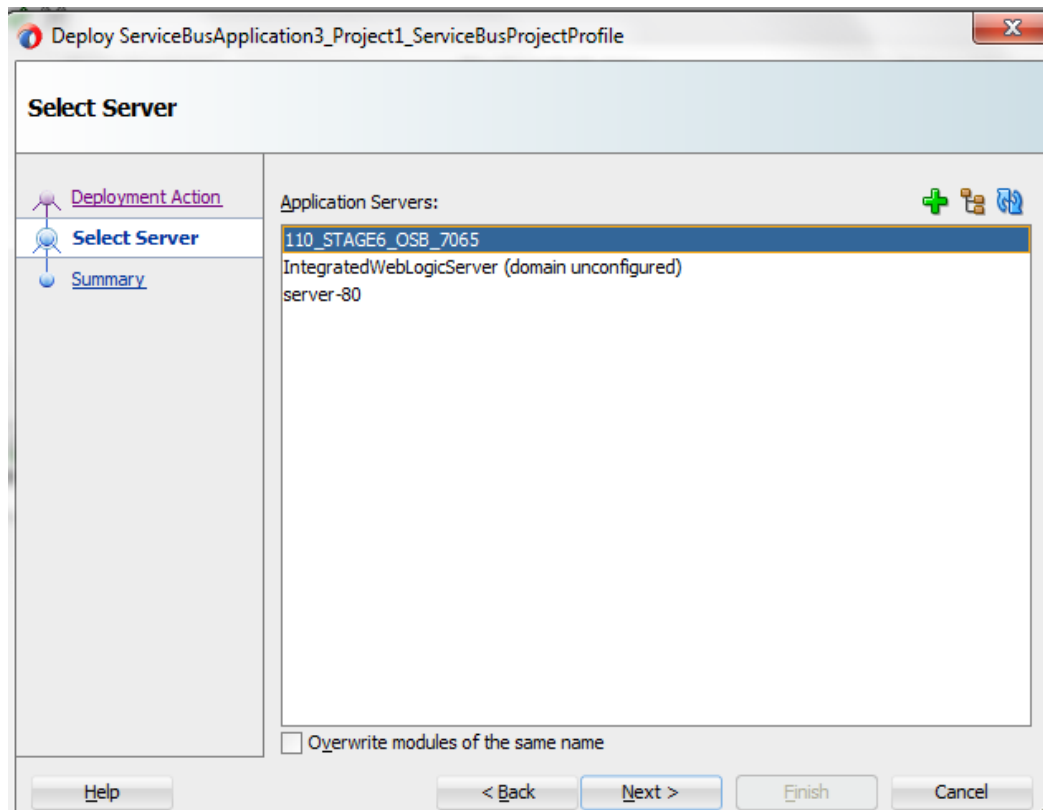 Deploy ServiceBusApplication3_Project1_ServiceBusProjectProfile
Select Server
Deployment Action
Select Server
Summary
Application Servers:
110_STAGE6_OSB_7065
IntegratedWebLogicServer (domain unconfigured)
server-80
Overwrite modules of the same name
Help
< Back
Next >
Finish
Cancel